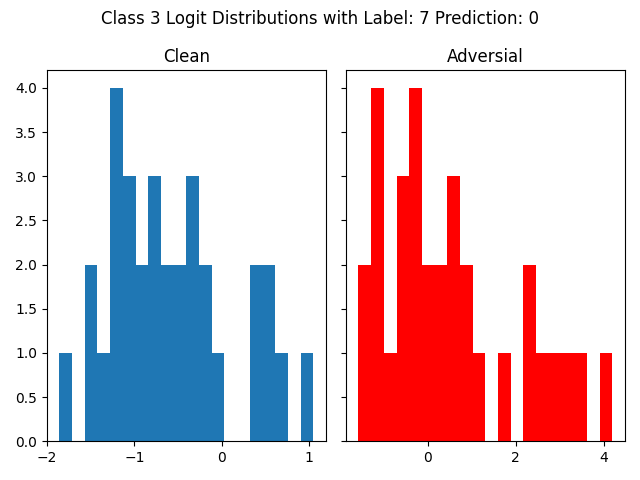 Class 3 Logit Distributions with Label: 7 Prediction: 0
Clean
Adversial
4.0
3.5
3.0
2.5
2.0
1.5
1.0
0.5
0.0
−2 −1 0 1
0 2 4